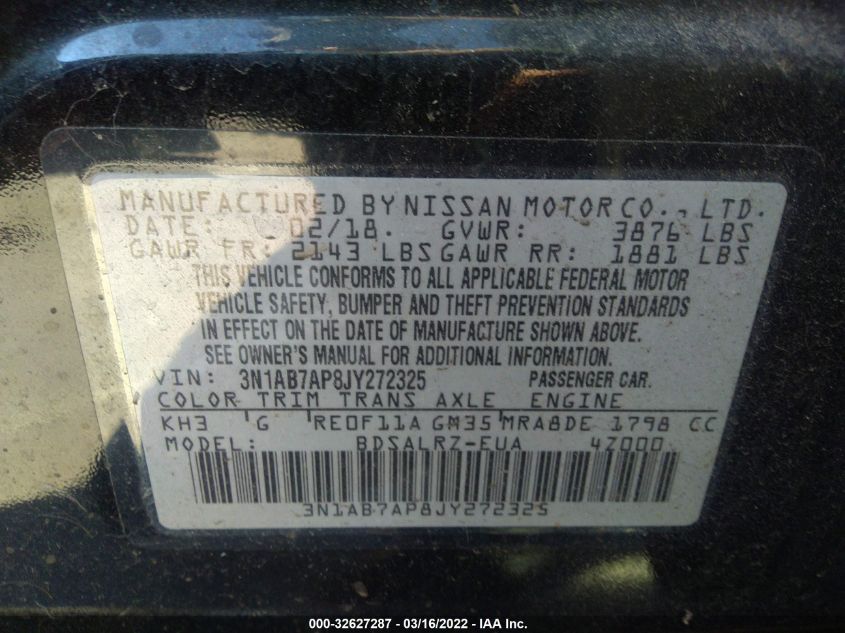 MANUFACTURED BY NISSAN MOTOR CO., LTD.
DATE: 02/18. GVWR: 3876 LBS
GAWR FR: 2143 LBS GAWR RR: 1881 LBS
THIS VEHICLE CONFORMS TO ALL APPLICABLE FEDERAL MOTOR
VEHICLE SAFETY, BUMPER AND THEFT PREVENTION STANDARDS
IN EFFECT ON THE DATE OF MANUFACTURE SHOWN ABOVE.
SEE OWNER'S MANUAL FOR ADDITIONAL INFORMATION.
VIN: 3N1AB7AP8JY272325 PASSENGER CAR.
COLOR TRIM TRANS AXLE ENGINE
KH3 G RE0F11A GM35 MRA8DE 1798 CC
MODEL: BDSALRZ-EUA 4Z000
3N1AB7AP8JY272325
000-32627287 - 03/16/2022 - IAA Inc.